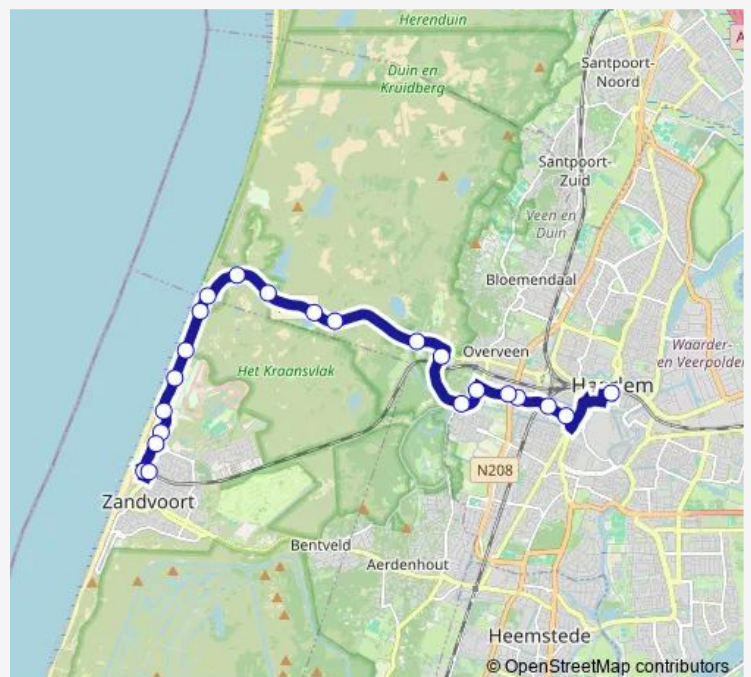 Herenduin
Santpoort-
Noord
A
Duin en
Kruidberg
Santpoort-
Zuid
Veen en
Duin
Bloemendaal
Waarder-
en Veerpolder
Overveen
Het Kraansvlak
Haarlem
N208
Zandvoort
Bentveld
Aerdenhout
Heemstede
© OpenStreetMap contributors